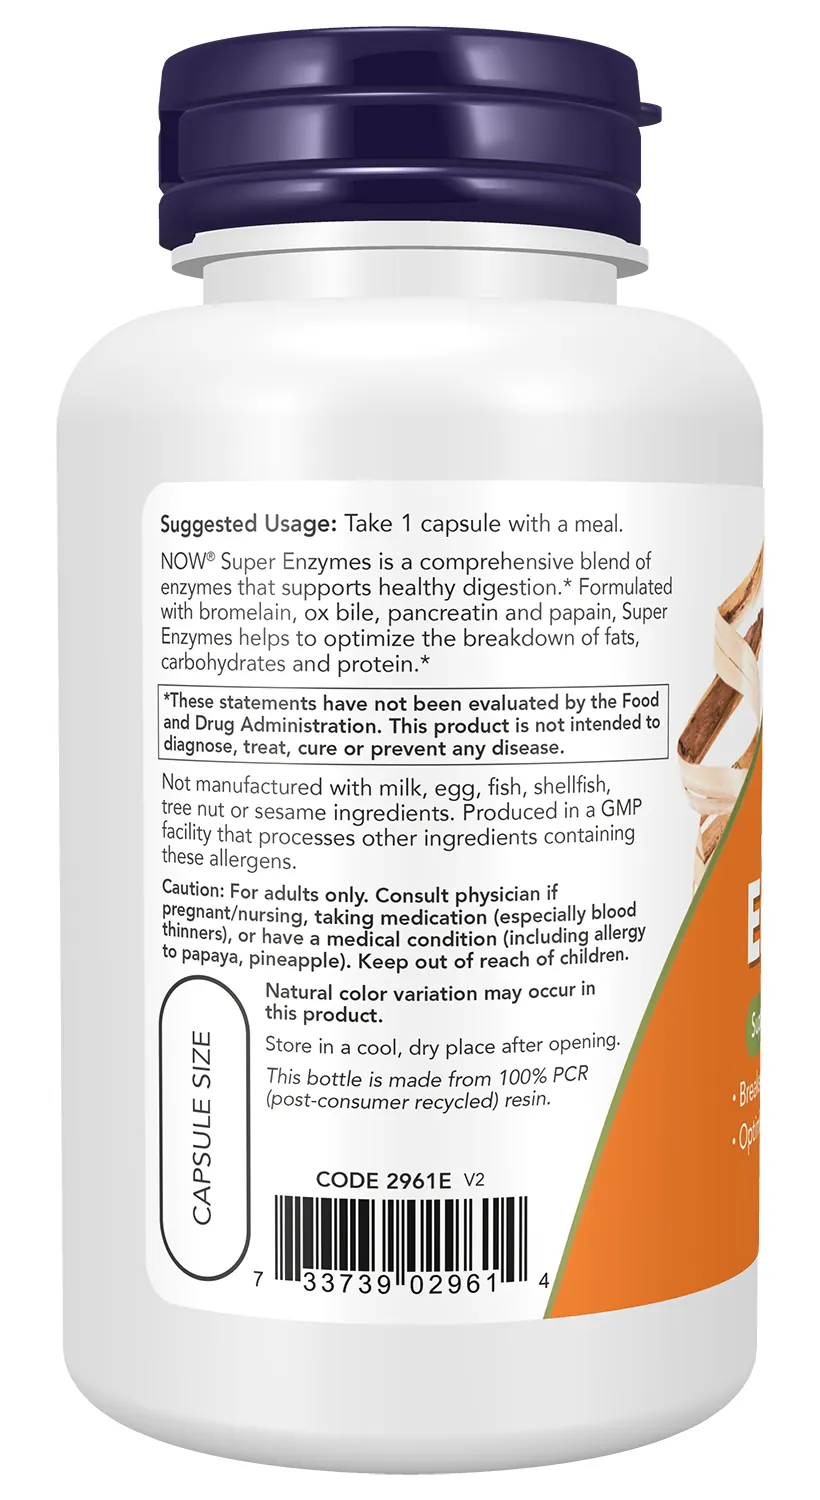 Suggested Usage: Take 1 capsule with a meal.
NOW® Super Enzymes is a comprehensive blend of
enzymes that supports healthy digestion.* Formulated
with bromelain, ox bile, pancreatin and papain, Super
Enzymes helps to optimize the breakdown of fats,
carbohydrates and protein.*
*These statements have not been evaluated by the Food
and Drug Administration. This product is not intended to
diagnose, treat, cure or prevent any disease.
Not manufactured with milk, egg, fish, shellfish,
tree nut or sesame ingredients. Produced in a GMP
facility that processes other ingredients containing
these allergens.
Caution: For adults only. Consult physician if
pregnant/nursing, taking medication (especially blood
thinners), or have a medical condition (including allergy
to papaya, pineapple). Keep out of reach of children.
CAPSULE SIZE
Natural color variation may occur in
this product.
Store in a cool, dry place after opening.
This bottle is made from 100% PCR
(post-consumer recycled) resin.
CODE 2961E V2
7 33739 02961 4